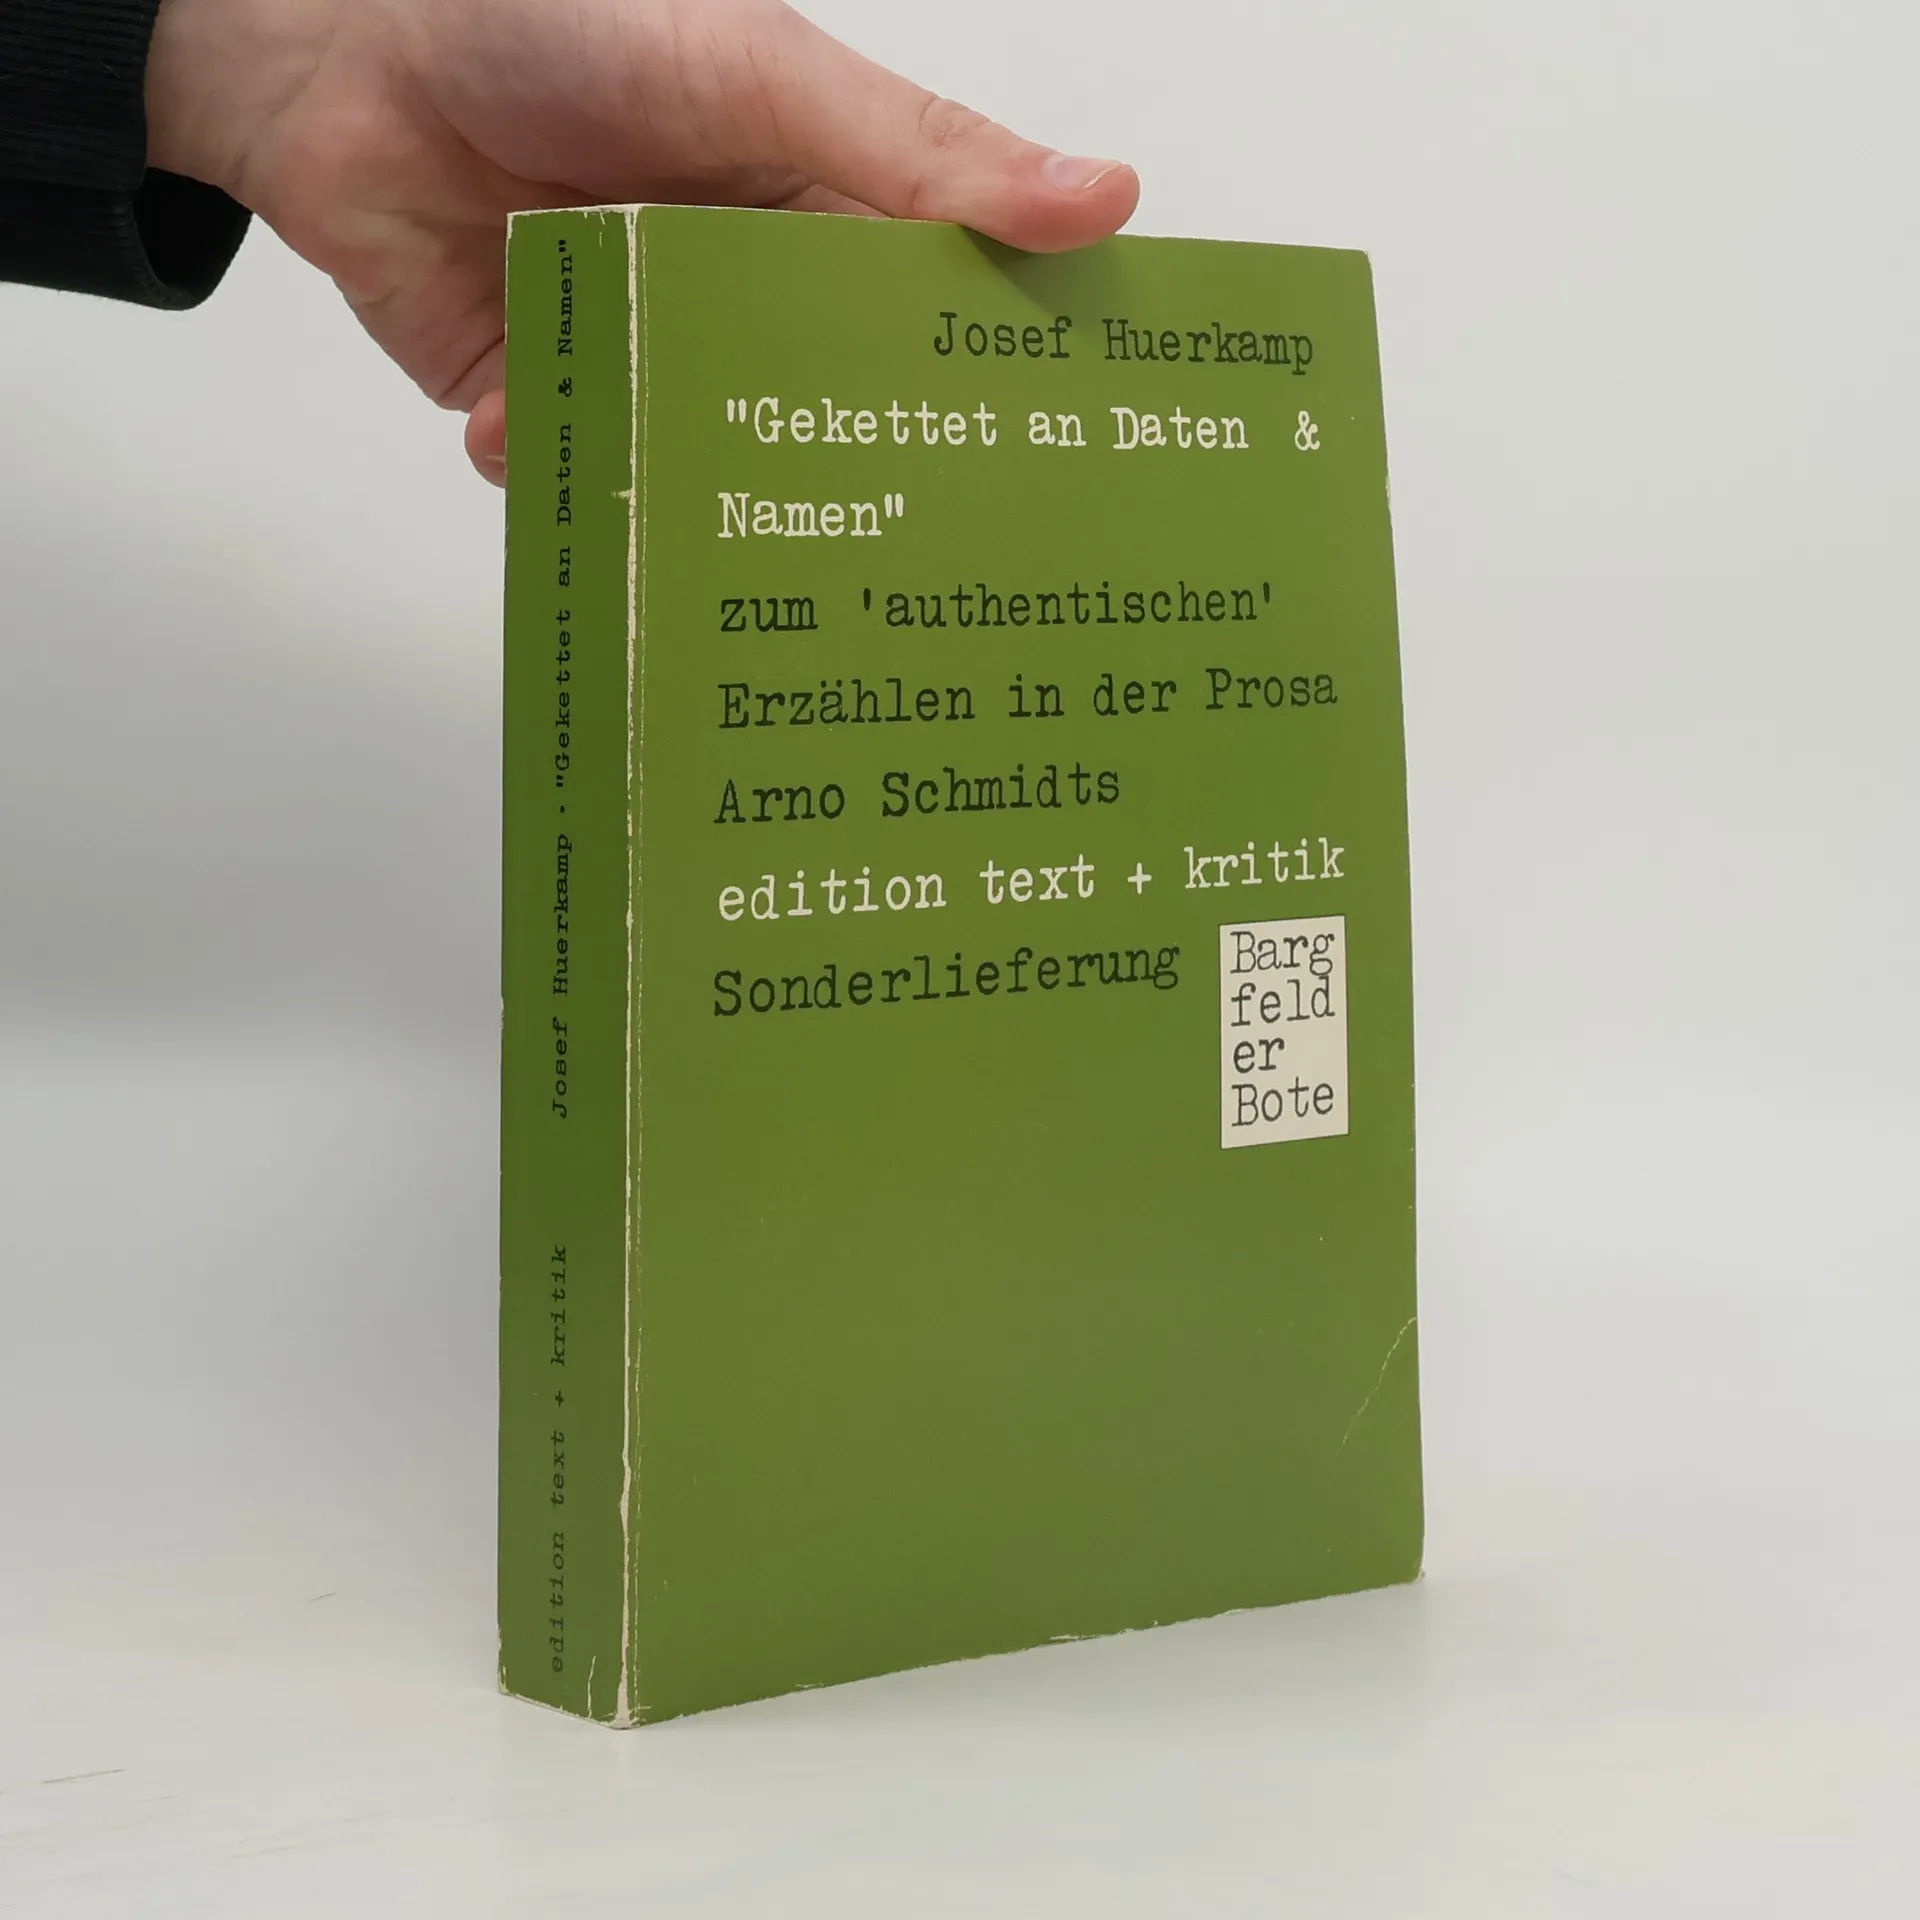 Josef Huerkamp
"Gekettet an Daten &
Namen"
zum 'authentischen'
Erzählen in der Prosa
Arno Schmidts
edition text + kritik
Sonderlieferung
Barg
feld
er
Bote
Josef Huerkamp · "Gekettet an Daten & Namen"
edition text + kritik